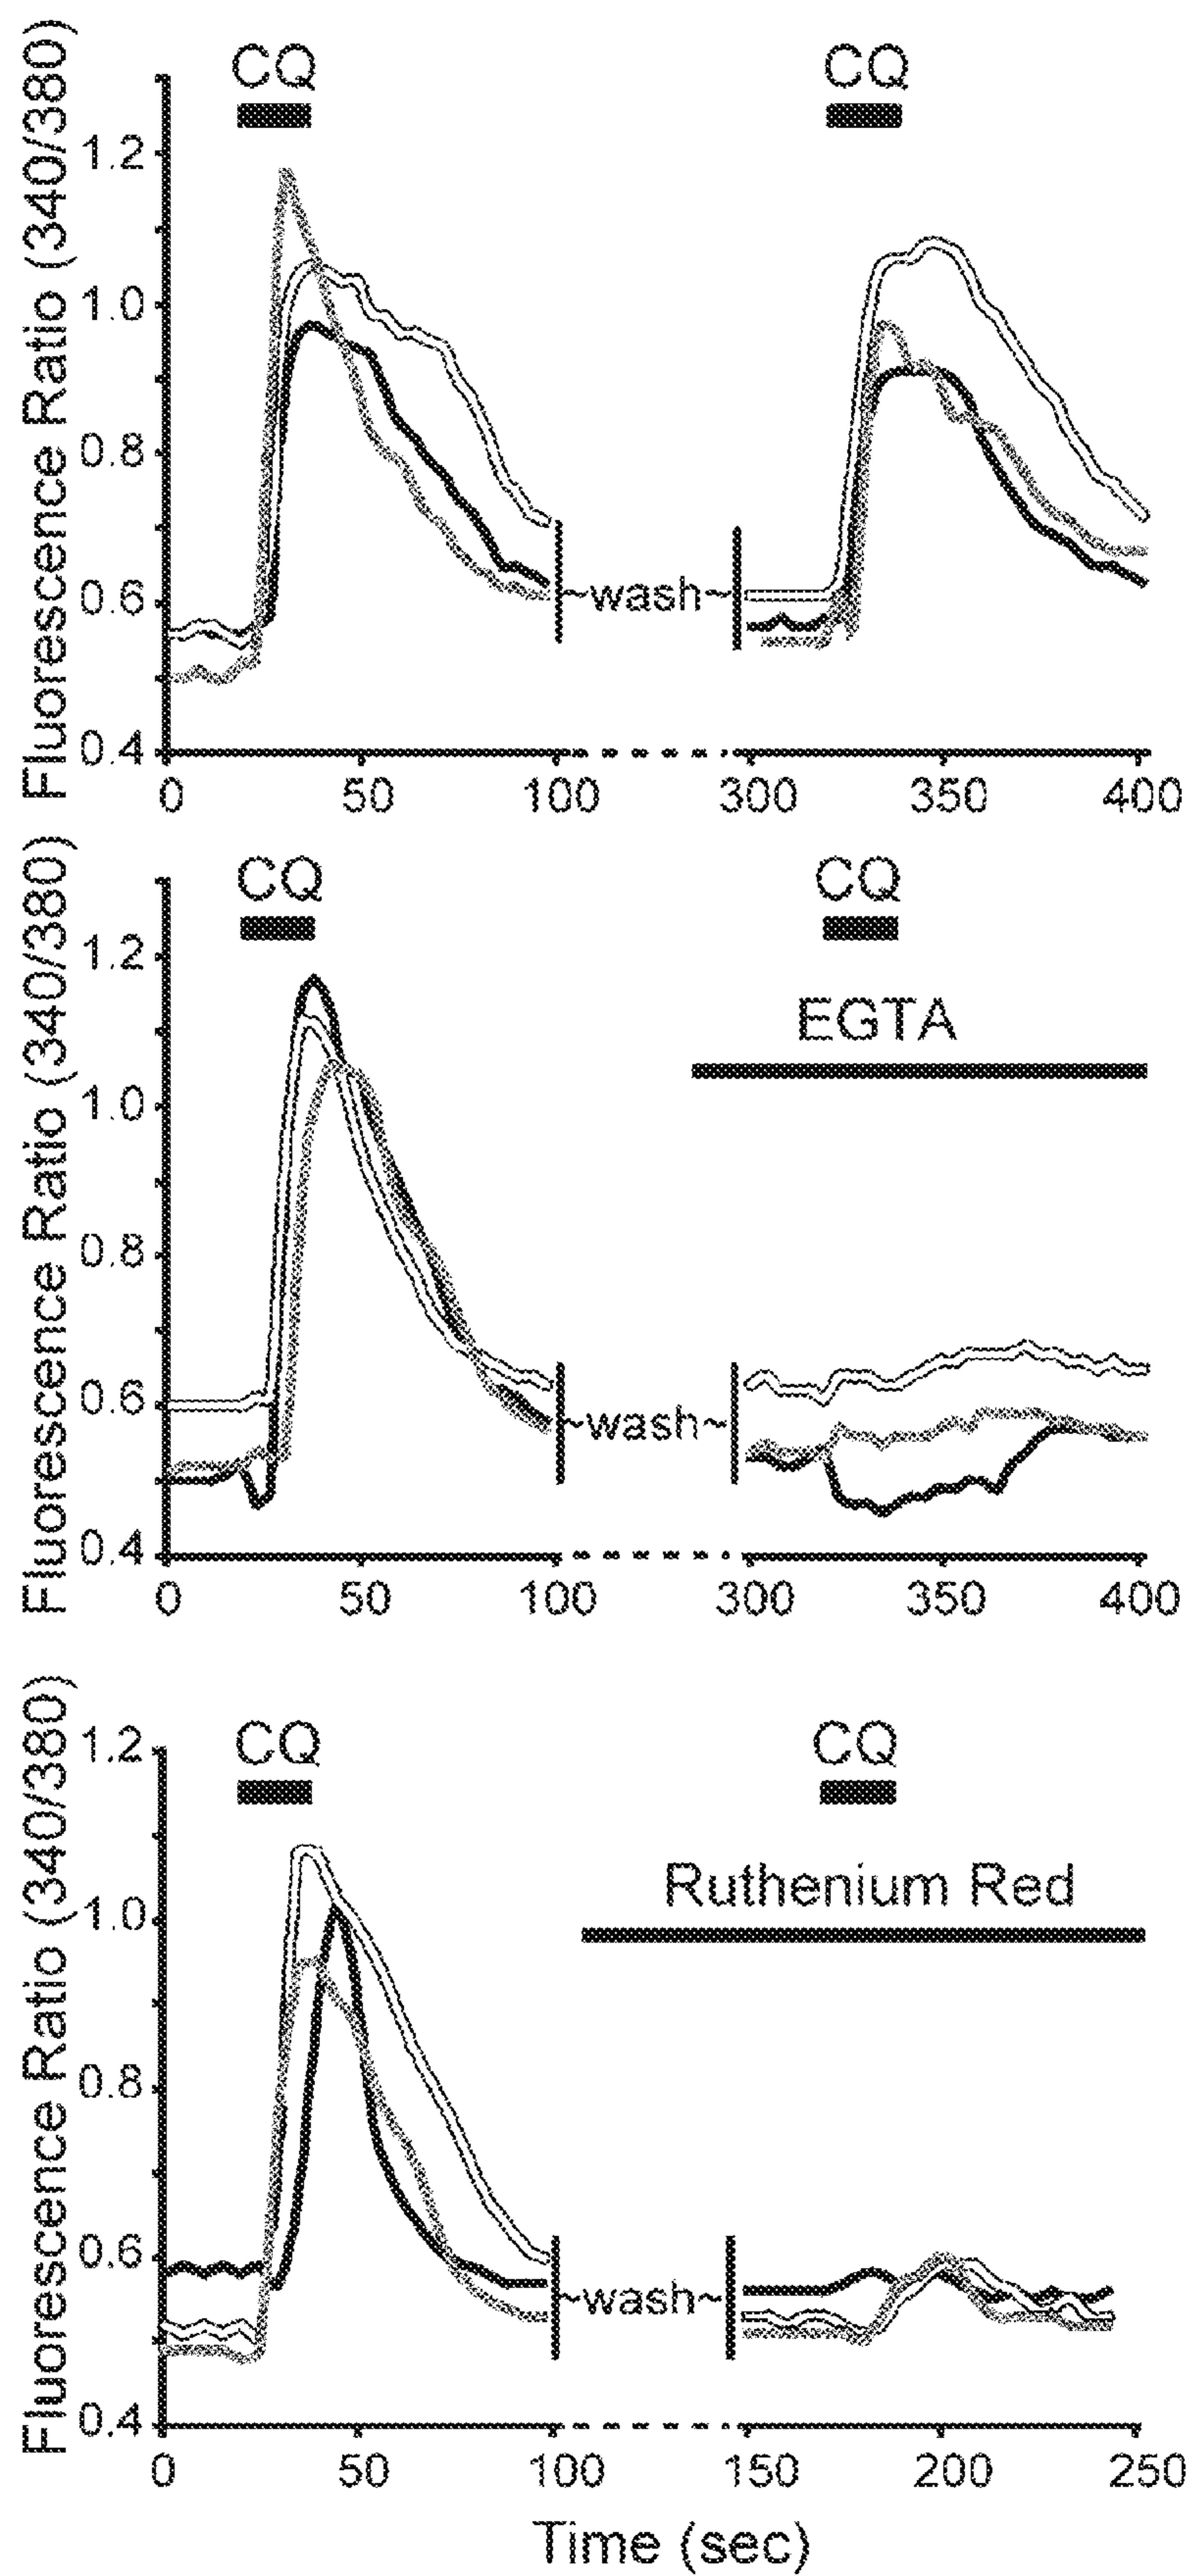 Fluorescence Ratio (340/380)
CQ CQ
1.2
1.0
0.8
0.6
0.4
~wash~
0 50 100 300 350 400
Fluorescence Ratio (340/380)
CQ CQ
EGTA
1.2
1.0
0.8
0.6
0.4
~wash~
0 50 100 300 350 400
Fluorescence Ratio (340/380)
CQ CQ
Ruthenium Red
1.2
1.0
0.8
0.6
0.4
~wash~
0 50 100 150 200 250
Time (sec)